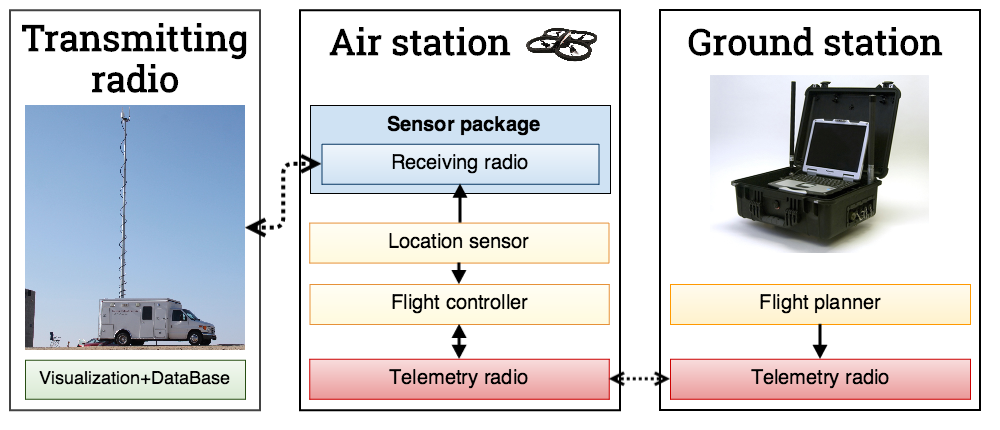 Transmitting
radio
Visualization+DataBase
Air station
Sensor package
Receiving radio
Location sensor
Flight controller
Telemetry radio
Ground station
Flight planner
Telemetry radio